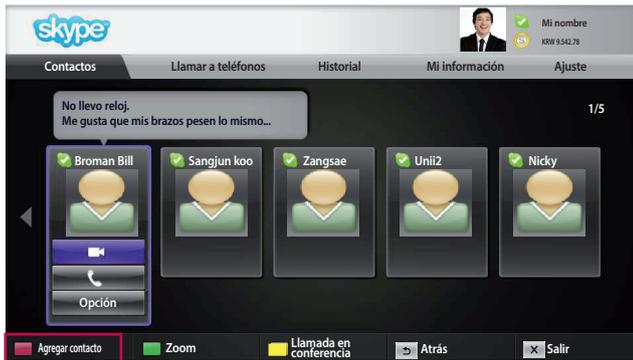 skype
Mi nombre
S
KRW 9.542.78
Contactos Llamar a teléfonos Historial Mi información Ajuste
No llevo reloj.
Me gusta que mis brazos pesen lo mismo...
1/5
Broman Bill Sangjun koo Zangsae Unii2 Nicky
Opción
Agregar contacto Zoom Llamada en
conferencia Atrás X Salir